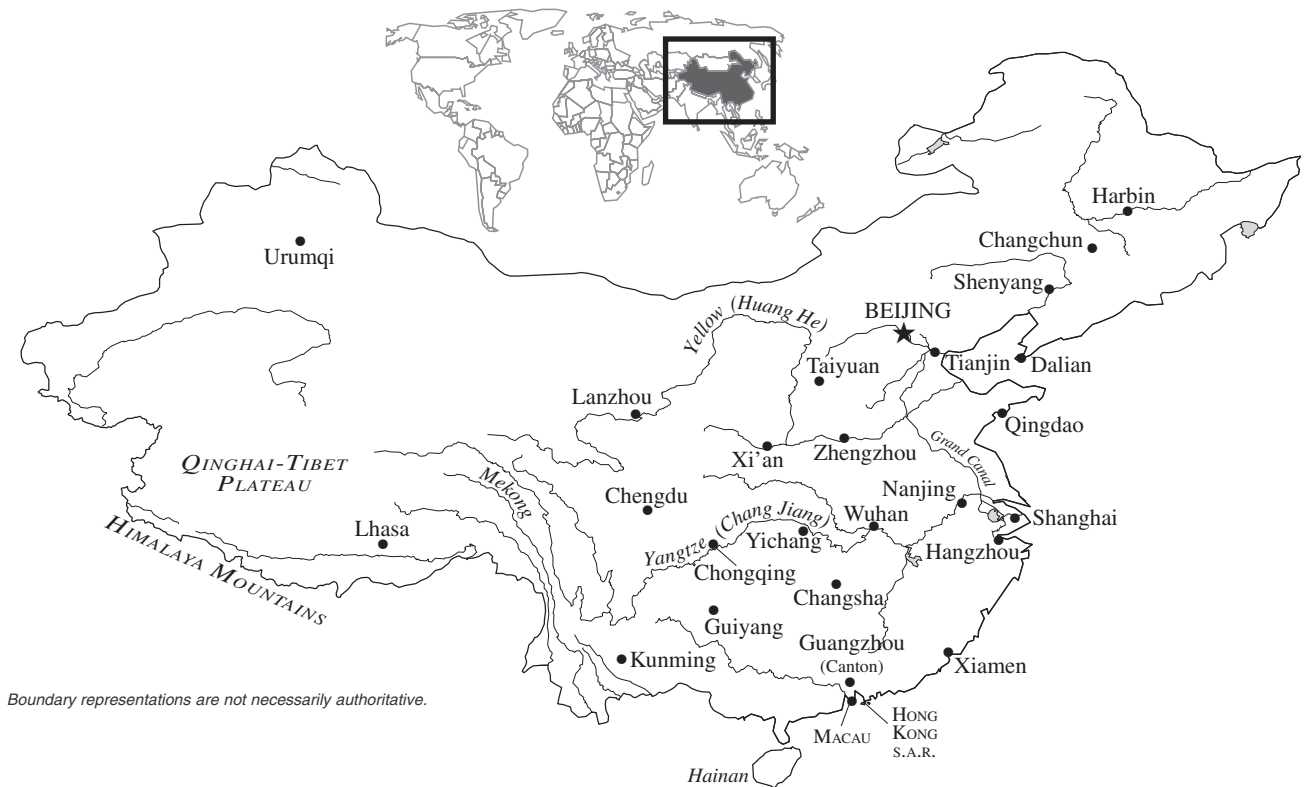 Harbin
Changchun
Urumqi
Shenyang
Yellow (Huang He)
BEIJING
Tianjin
Dalian
Taiyuan
Lanzhou
Qingdao
Grand Canal
Xi'an
Zhengzhou
QINGHAI-TIBET
PLATEAU
Mekong
Chengdu
Nanjing
Yangtze (Chang Jiang)
Wuhan
Shanghai
Lhasa
Yichang
Hangzhou
HIMALAYA MOUNTAINS
Chongqing
Changsha
Guiyang
Guangzhou
(Canton)
Kunming
Xiamen
Boundary representations are not necessarily authoritative.
MACAU
HONG
KONG
S.A.R.
Hainan